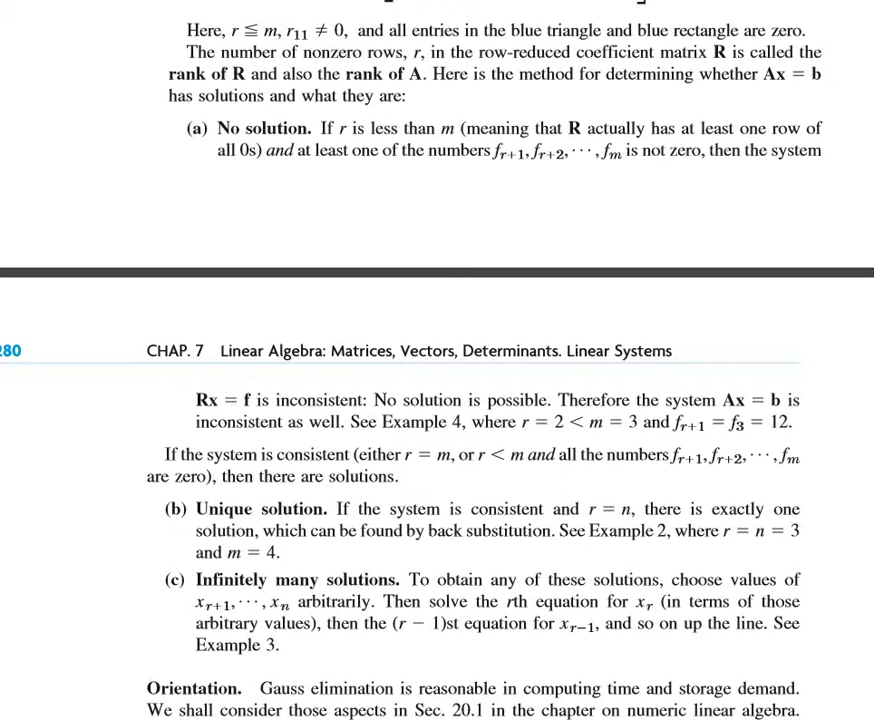 Here, r ≦ m, r₁₁ ≠ 0, and all entries in the blue triangle and blue rectangle are zero.
The number of nonzero rows, r, in the row-reduced coefficient matrix R is called the
rank of R and also the rank of A. Here is the method for determining whether Ax = b
has solutions and what they are:
(a) No solution. If r is less than m (meaning that R actually has at least one row of
all 0s) and at least one of the numbers fᵣ₊₁, fᵣ₊₂, ⋯, fₘ is not zero, then the system
280
CHAP. 7 Linear Algebra: Matrices, Vectors, Determinants. Linear Systems
Rx = f is inconsistent: No solution is possible. Therefore the system Ax = b is
inconsistent as well. See Example 4, where r = 2 < m = 3 and fᵣ₊₁ = f₃ = 12.
If the system is consistent (either r = m, or r < m and all the numbers fᵣ₊₁, fᵣ₊₂, ⋯, fₘ
are zero), then there are solutions.
(b) Unique solution. If the system is consistent and r = n, there is exactly one
solution, which can be found by back substitution. See Example 2, where r = n = 3
and m = 4.
(c) Infinitely many solutions. To obtain any of these solutions, choose values of
xᵣ₊₁, ⋯, xₙ arbitrarily. Then solve the rth equation for xᵣ (in terms of those
arbitrary values), then the (r − 1)st equation for xᵣ₋₁, and so on up the line. See
Example 3.
Orientation. Gauss elimination is reasonable in computing time and storage demand.
We shall consider those aspects in Sec. 20.1 in the chapter on numeric linear algebra.